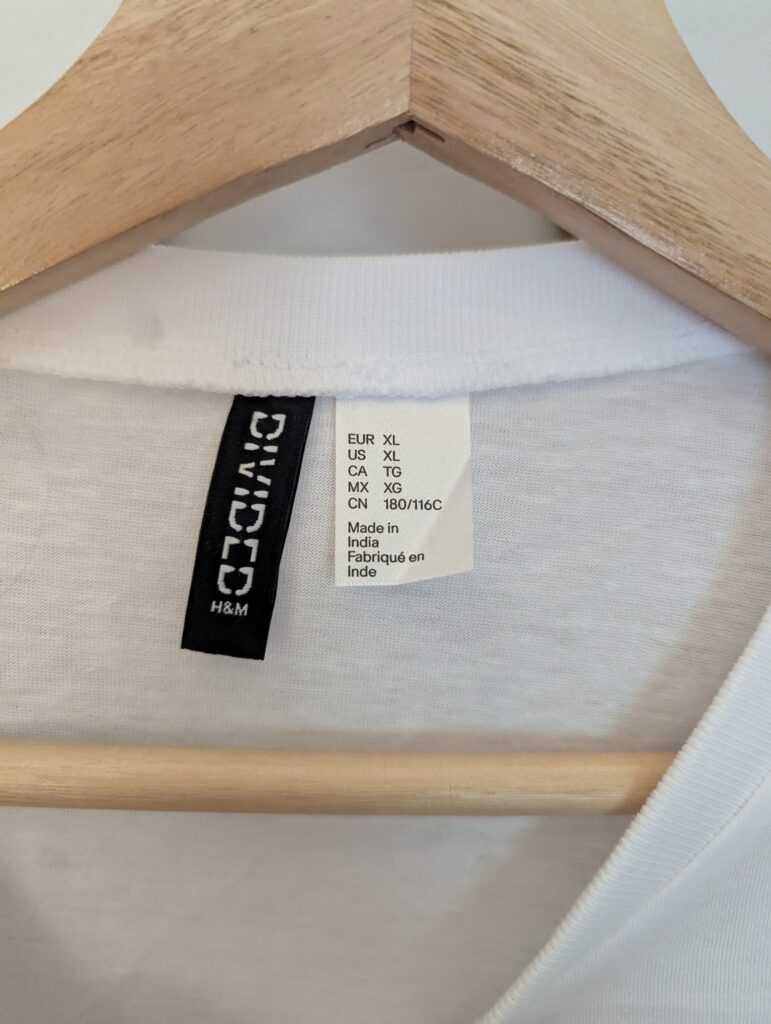 DIVIDED
H&M
EUR XL
US XL
CA TG
MX XG
CN 180/116C
Made in
India
Fabriqué en
Inde